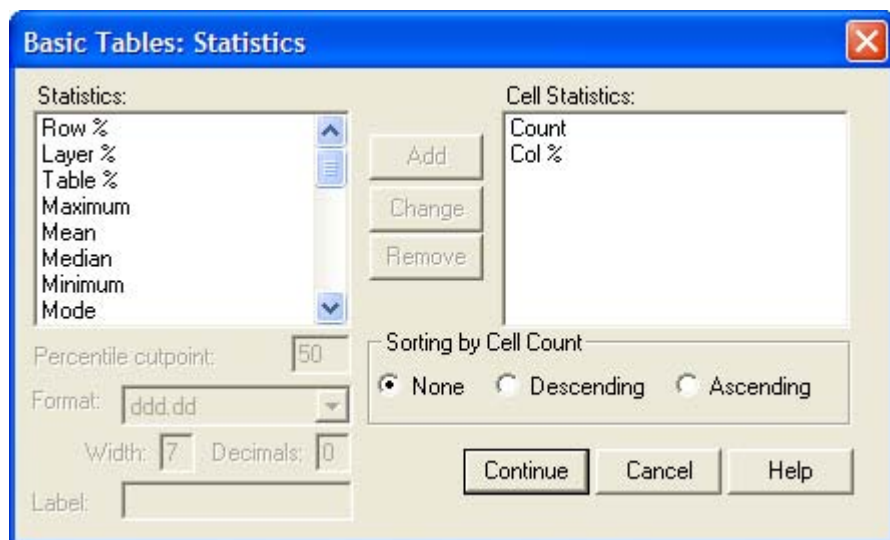 Basic Tables: Statistics
Statistics:
Row %
Layer %
Table %
Maximum
Mean
Median
Minimum
Mode
Add
Change
Remove
Cell Statistics:
Count
Col %
Percentile cutpoint: 50
Format: ddd.dd
Width: 7 Decimals: 0
Label:
Sorting by Cell Count
None Descending Ascending
Continue Cancel Help